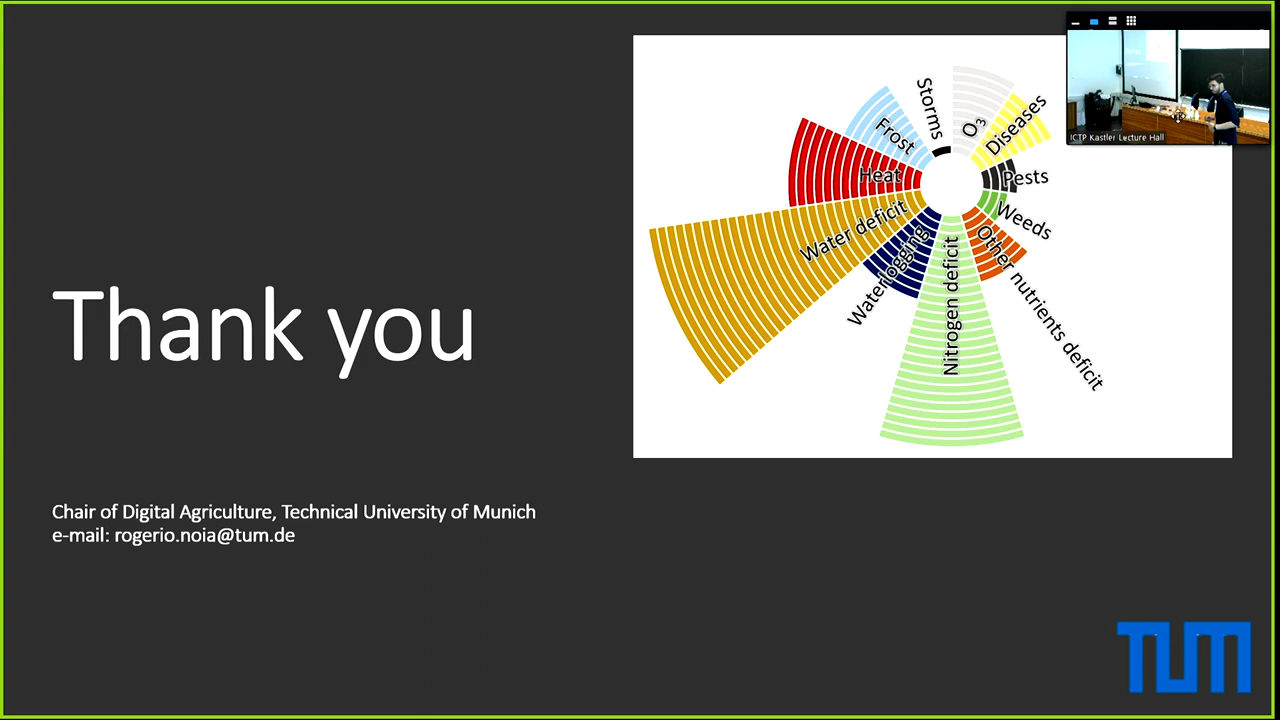 Thank you
Chair of Digital Agriculture, Technical University of Munich
e-mail: rogerio.noia@tum.de
Storms
O₃
Diseases
Pests
Weeds
Other nutrients deficit
Nitrogen deficit
Waterlogging
Water deficit
Heat
Frost
ICTP Kastler Lecture Hall
TUM